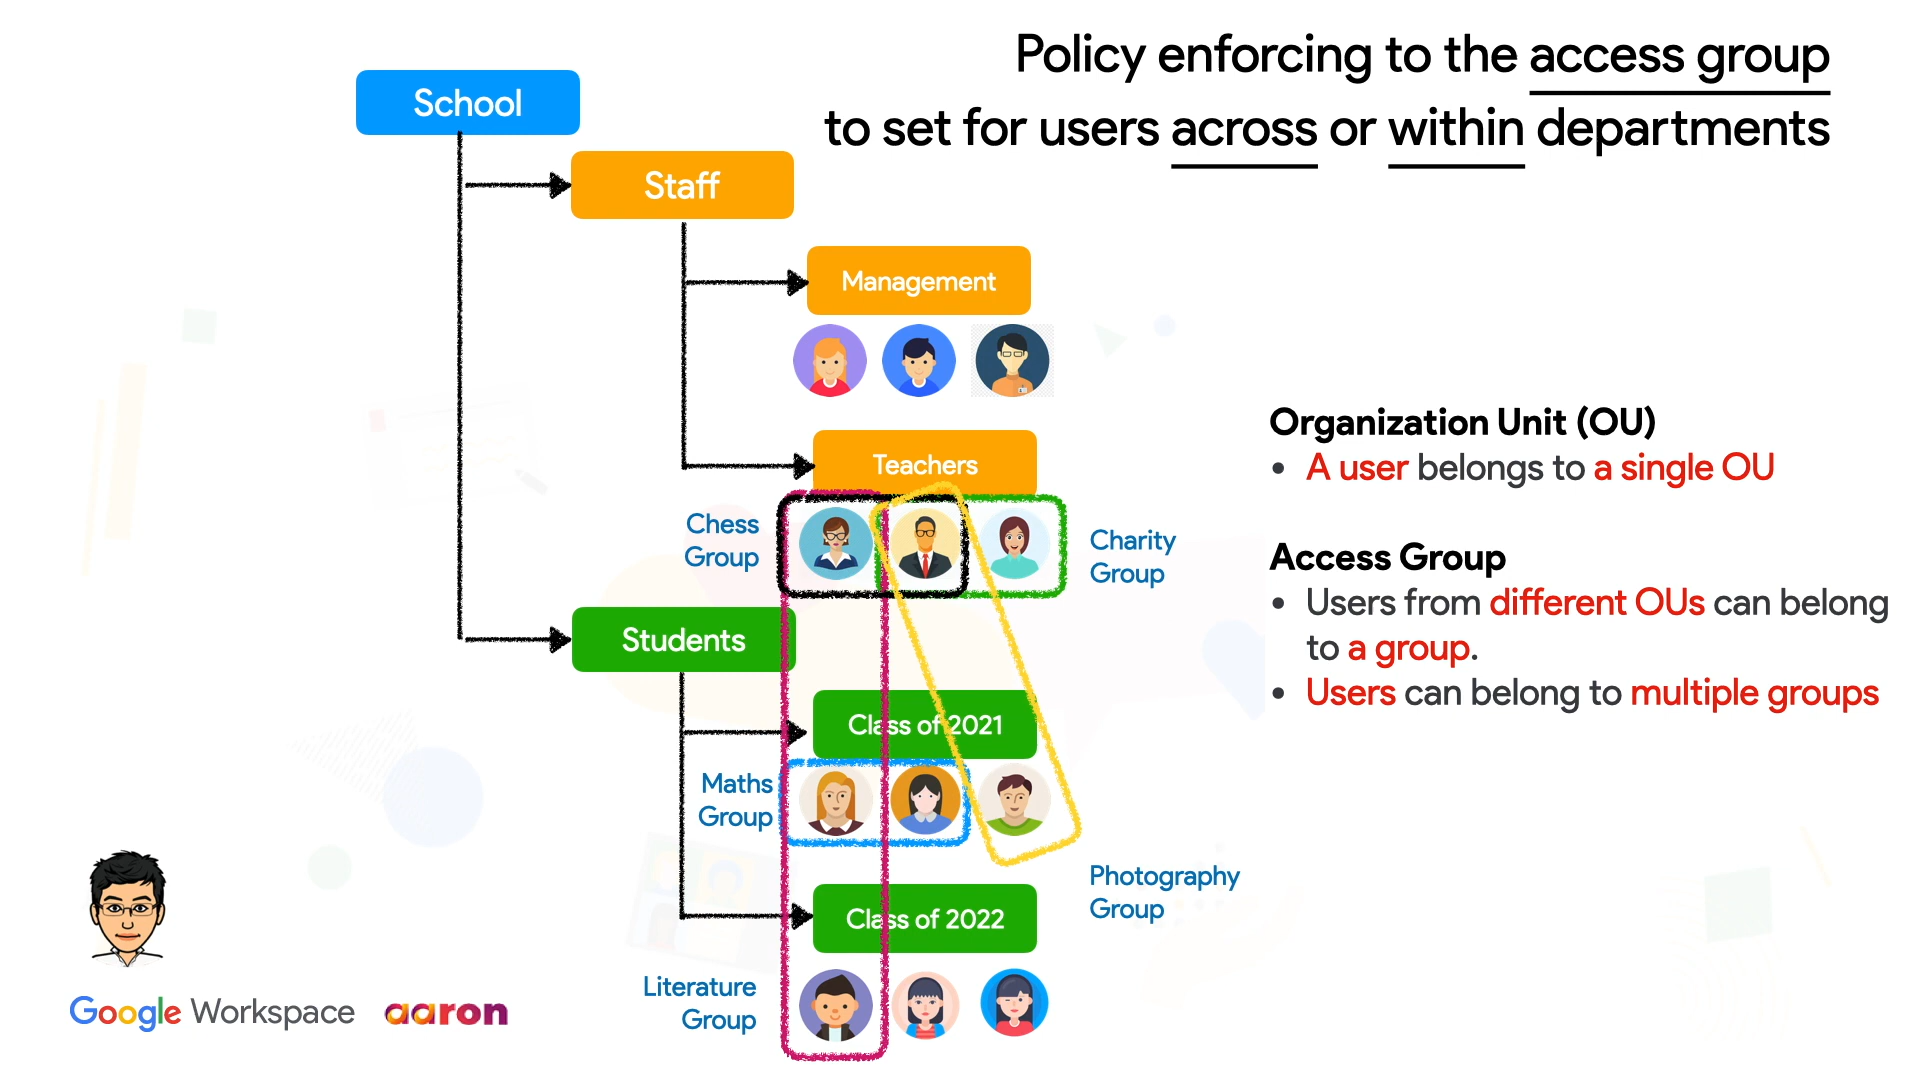 Policy enforcing to the access group
to set for users across or within departments
School
Staff
Management
Teachers
Chess
Group
Charity
Group
Students
Class of 2021
Maths
Group
Photography
Group
Class of 2022
Literature
Group
Organization Unit (OU)
• A user belongs to a single OU
Access Group
• Users from different OUs can belong
to a group.
• Users can belong to multiple groups
Google Workspace
aaron